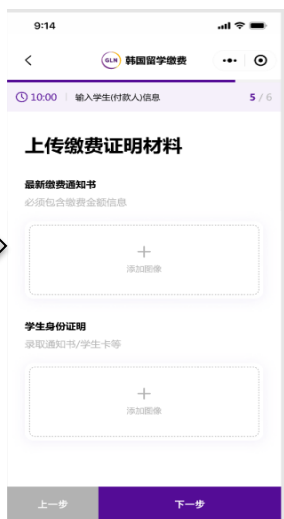 9:14
GLN 韩国留学缴费
10:00 输入学生(付款人)信息 5 / 6
上传缴费证明材料
最新缴费通知书
必须包含缴费金额信息
添加图像
学生身份证明
录取通知书/学生卡等
添加图像
上一步 下一步